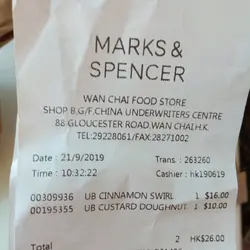 MARKS &
SPENCER
WAN CHAI FOOD STORE
SHOP B,G/F,CHINA UNDERWRITERS CENTRE
88 GLOUCESTER ROAD,WAN CHAI,H.K.
TEL:29228061/FAX:28271002
Date : 21/9/2019 Trans. : 263260
Time : 10:32:22 Cashier : hk190619
00309936 UB CINNAMON SWIRL 1 $16.00
00195355 UB CUSTARD DOUGHNUT 1 $10.00
Total 2 HK$26.00